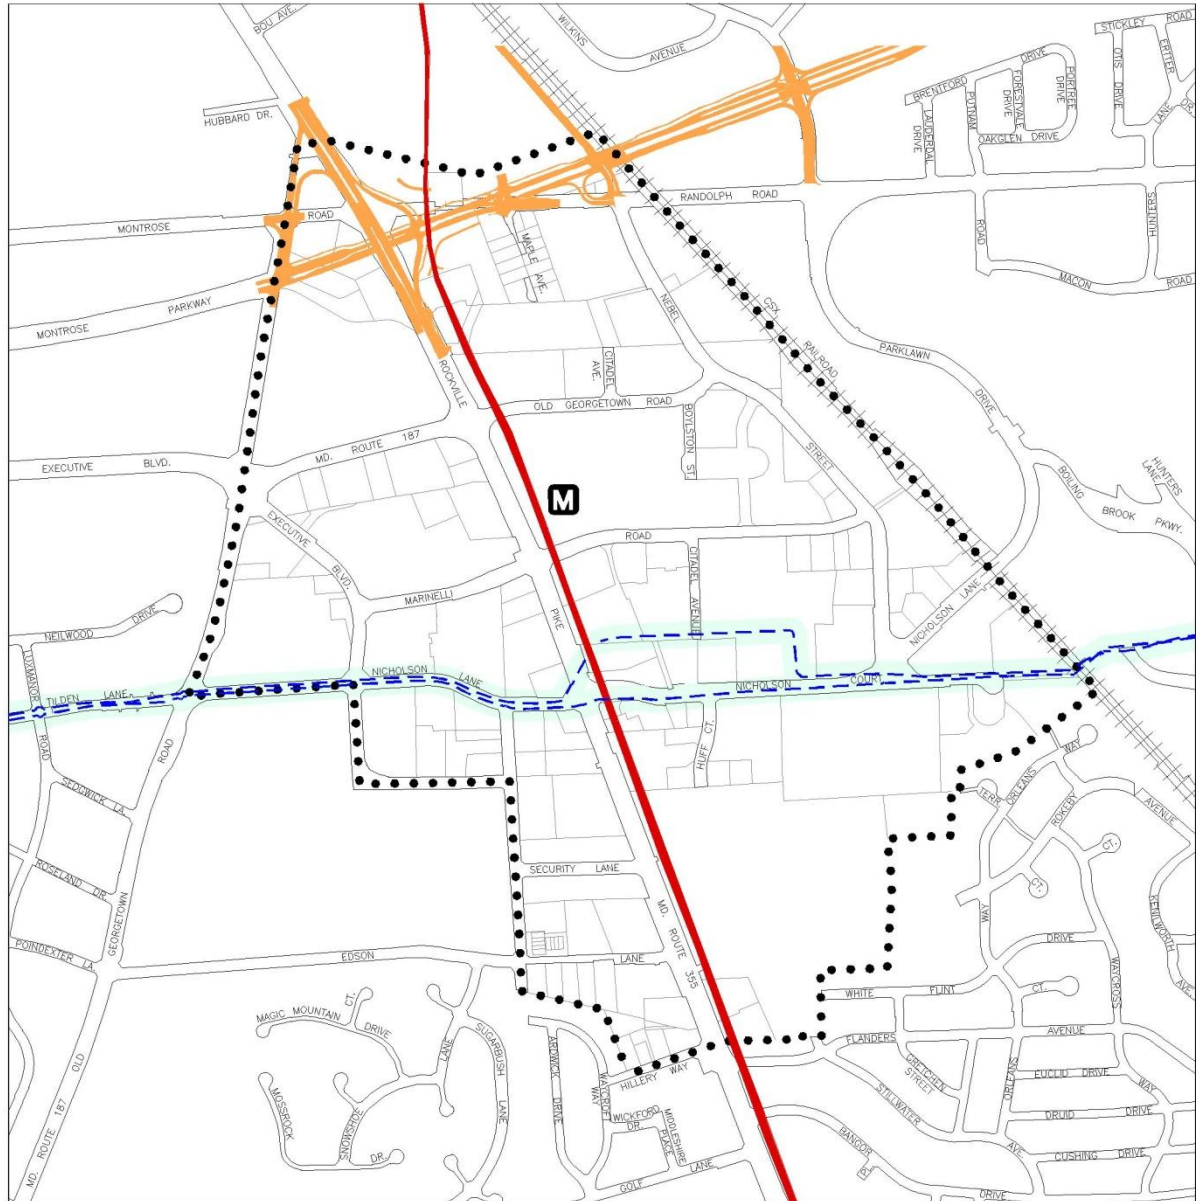 BOU AVE.
WILKINS
AVENUE
STICKLEY ROAD
HUBBARD DR.
BRENTFORD DRIVE
LAUDERDAL
DRIVE
PUTNAM
FORESTVALE
DRIVE
PORTREE
DRIVE
OAKGLEN DRIVE
OTIS DRIVE
ERTTER
LANE
DR.
MONTROSE ROAD
RANDOLPH ROAD
HUNTERS
MAPLE AVE.
ROAD
MACON ROAD
MONTROSE PARKWAY
NEBEL
STREET
CSX
RAILROAD
PARKLAWN
DRIVE
ROCKVILLE
CITADEL
AVE.
OLD GEORGETOWN ROAD
BOYLSTON ST.
EXECUTIVE BLVD.
MD. ROUTE 187
M
BOILING
BROOK PKWY.
HUNTERS
LANE
EXECUTIVE
BLVD.
ROAD
MARINELLI
PIKE
CITADEL AVENUE
NICHOLSON LANE
NEILWOOD DRIVE
LUXMANOR
ROAD
TILDEN LANE
NICHOLSON LANE
NICHOLSON COURT
HUFF CT.
ROAD
SEDGWICK LA.
ROSELAND DR.
POINDEXTER LA.
GEORGETOWN
OLD
MD. ROUTE 187
WAY
ORLEANS
TERR.
ROKEBY
AVENUE
CT.
CT.
KENILWORTH
AVE.
SECURITY LANE
MD. ROUTE 355
EDSON LANE
WAY
DRIVE
WAYCROSS
WHITE FLINT
CT.
FLANDERS AVENUE
MAGIC MOUNTAIN CT.
DRIVE
LANE
SUGARBUSH
LANE
MOSSROCK
SNOWSHOE
DR.
ARDWICK DRIVE
WAYCROFT
WAY
HILLERY WAY
WICKFORD
DR.
MIDDLESHIRE
PLACE
GOLF LANE
GRETCHEN
STREET
STILLWATER
AVE.
ORLEANS
EUCLID DRIVE
WAY
DRUID DRIVE
CUSHING DRIVE
BANGOR
PL
DRIVE